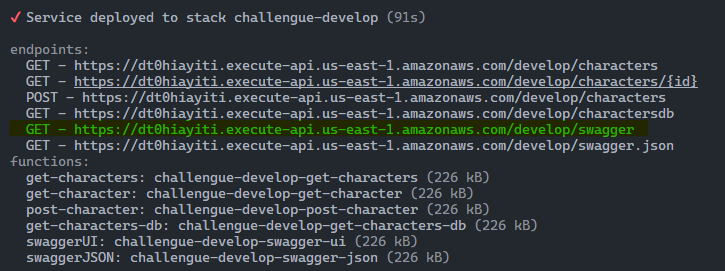 ✓ Service deployed to stack challengue-develop (91s)
endpoints:
GET - https://dt0hiayiti.execute-api.us-east-1.amazonaws.com/develop/characters
GET - https://dt0hiayiti.execute-api.us-east-1.amazonaws.com/develop/characters/{id}
POST - https://dt0hiayiti.execute-api.us-east-1.amazonaws.com/develop/characters
GET - https://dt0hiayiti.execute-api.us-east-1.amazonaws.com/develop/charactersdb
GET - https://dt0hiayiti.execute-api.us-east-1.amazonaws.com/develop/swagger
GET - https://dt0hiayiti.execute-api.us-east-1.amazonaws.com/develop/swagger.json
functions:
get-characters: challengue-develop-get-characters (226 kB)
get-character: challengue-develop-get-character (226 kB)
post-character: challengue-develop-post-character (226 kB)
get-characters-db: challengue-develop-get-characters-db (226 kB)
swaggerUI: challengue-develop-swagger-ui (226 kB)
swaggerJSON: challengue-develop-swagger-json (226 kB)